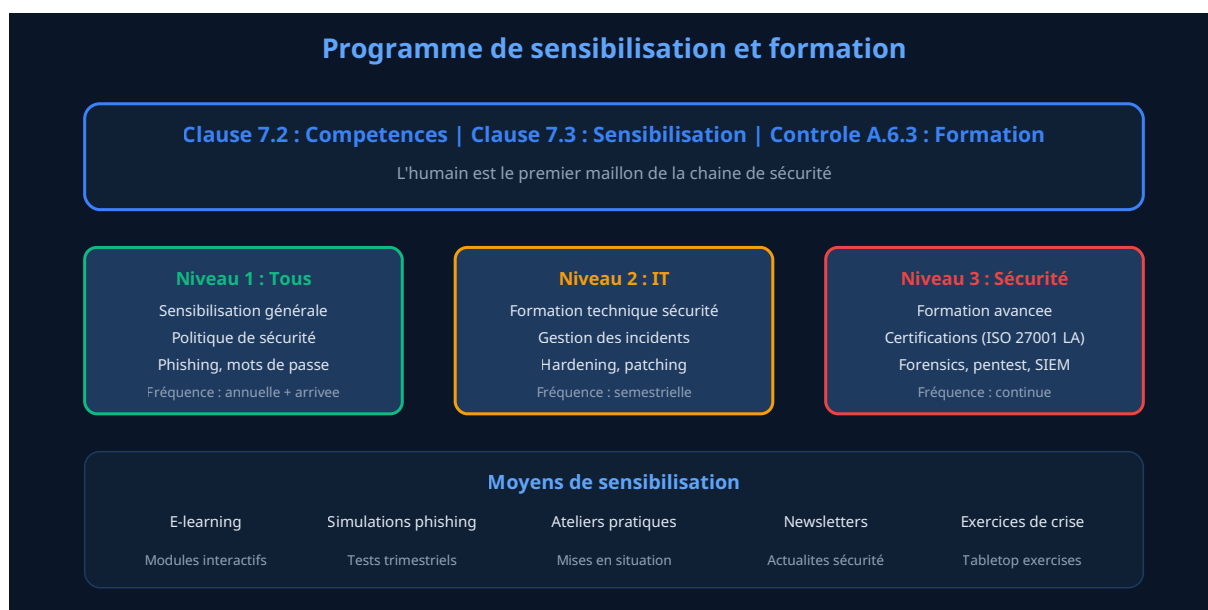 Programme de sensibilisation et formation
Clause 7.2 : Competences | Clause 7.3 : Sensibilisation | Controle A.6.3 : Formation
L'humain est le premier maillon de la chaine de sécurité
Niveau 1 : Tous
Sensibilisation générale
Politique de sécurité
Phishing, mots de passe
Fréquence : annuelle + arrivee
Niveau 2 : IT
Formation technique sécurité
Gestion des incidents
Hardening, patching
Fréquence : semestrielle
Niveau 3 : Sécurité
Formation avancee
Certifications (ISO 27001 LA)
Forensics, pentest, SIEM
Fréquence : continue
Moyens de sensibilisation
E-learning
Modules interactifs
Simulations phishing
Tests trimestriels
Ateliers pratiques
Mises en situation
Newsletters
Actualites sécurité
Exercices de crise
Tabletop exercises